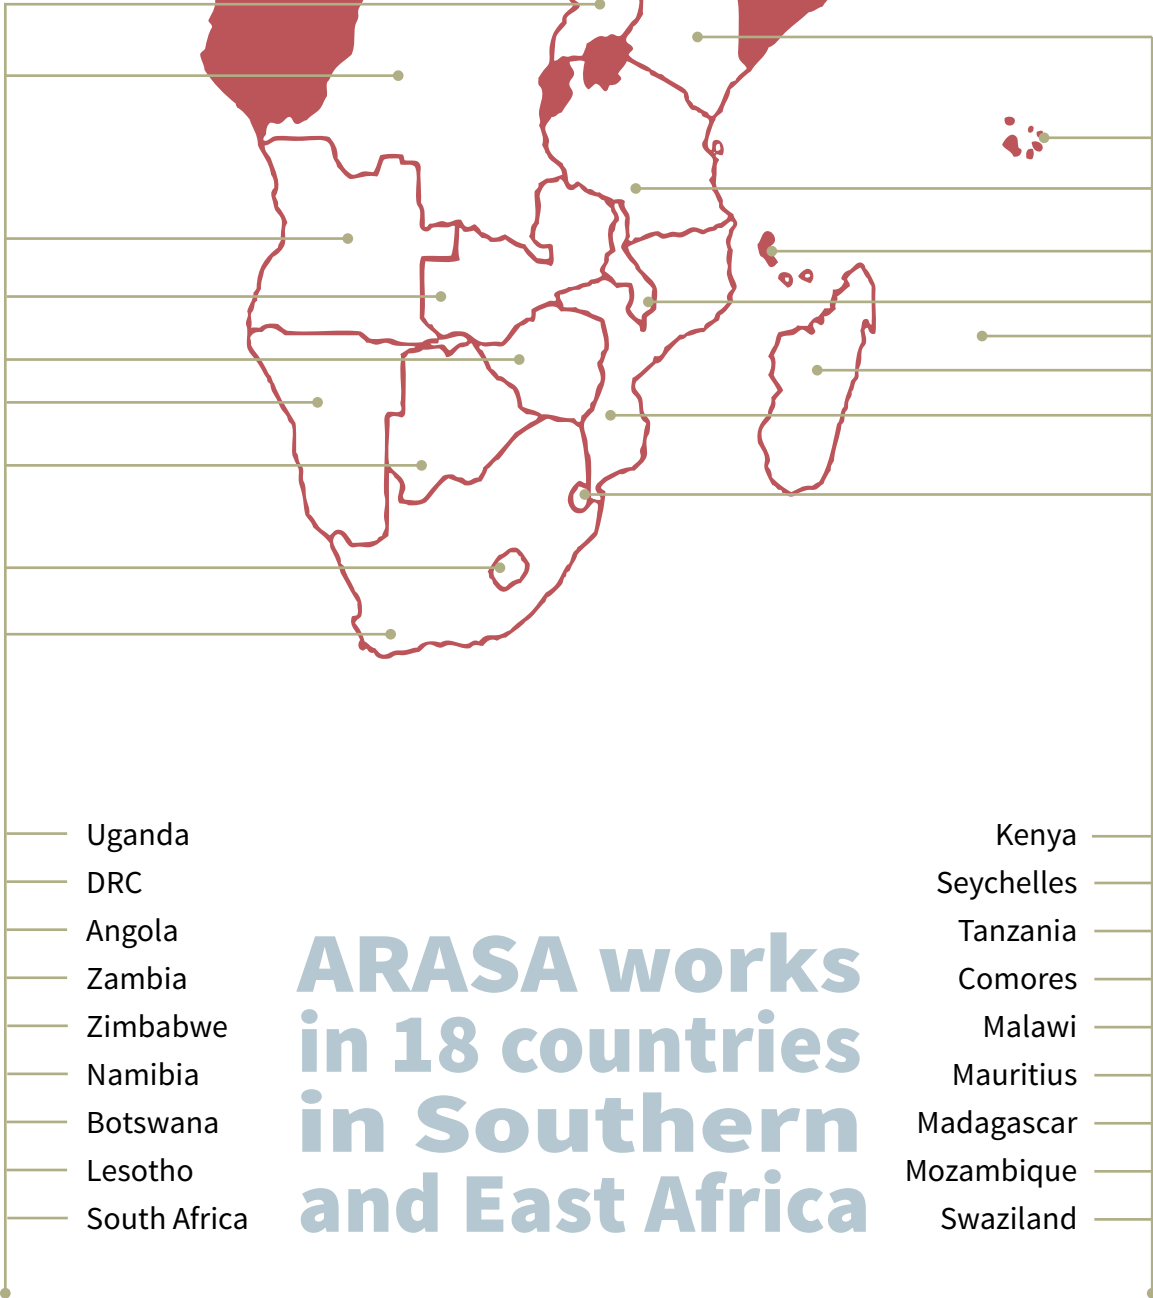 Uganda
DRC
Angola
Zambia
Zimbabwe
Namibia
Botswana
Lesotho
South Africa
ARASA works
in 18 countries
in Southern
and East Africa
Kenya
Seychelles
Tanzania
Comores
Malawi
Mauritius
Madagascar
Mozambique
Swaziland